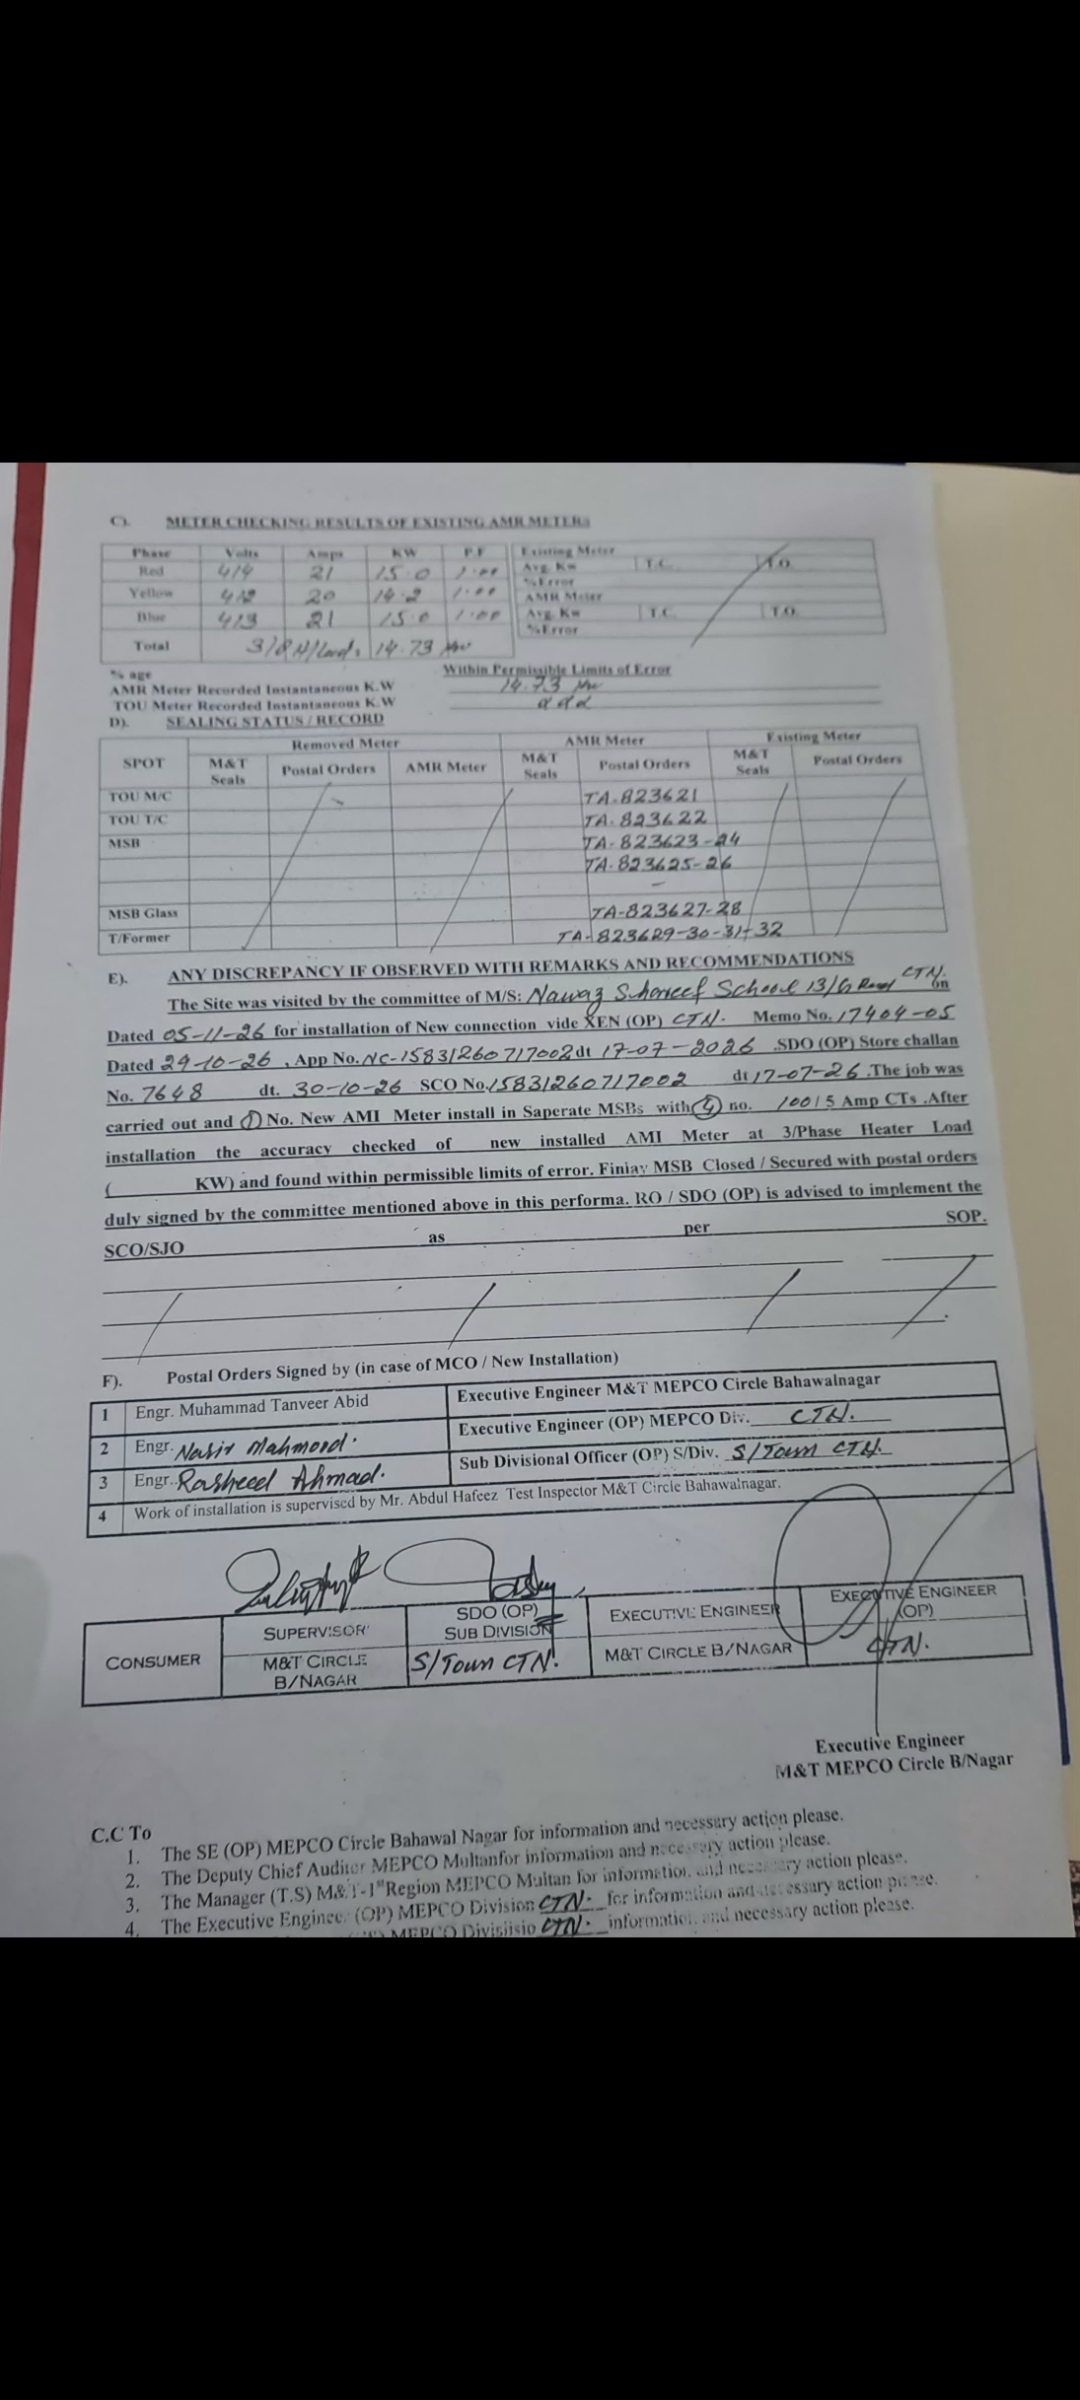 C). METER CHECKING RESULTS OF EXISTING AMR METERS
Phase Volts Amps KW P.F Existing Meter
Red 414 21 15.0 1.00 Avg. Kw T.C. T.O.
%Error
Yellow 412 20 14.2 1.00 AMR Meter
Blue 413 21 15.0 1.00 Avg. Kw T.C. T.O.
%Error
Total 14.73
% age Within Permissible Limits of Error
AMR Meter Recorded Instantaneous K.W 14.73
TOU Meter Recorded Instantaneous K.W
D). SEALING STATUS / RECORD
SPOT Removed Meter AMR Meter Existing Meter
M&T Seals Postal Orders AMR Meter M&T Seals Postal Orders M&T Seals Postal Orders
TOU M/C TA-823621
TOU T/C TA-823622
MSB TA-823623-24
TA-823625-26
MSB Glass TA-823627-28
T/Former TA-823629-30-31-32
E). ANY DISCREPANCY IF OBSERVED WITH REMARKS AND RECOMMENDATIONS
The Site was visited by the committee of M/S: Nawaz Shareef School 13/G Road CTN. on
Dated 05-11-26 for installation of New connection vide XEN (OP) CTN. Memo No. 17404-05
Dated 29-10-26 , App No. NC-15831260717002 dt 17-07-2026 .SDO (OP) Store challan
No. 7648 dt. 30-10-26 SCO No. 15831260717002 dt 17-07-26 .The job was
carried out and (1) No. New AMI Meter install in Saperate MSBs with (4) no. 100/5 Amp CTs .After
installation the accuracy checked of new installed AMI Meter at 3/Phase Heater Load
( KW) and found within permissible limits of error. Finiay MSB Closed / Secured with postal orders
duly signed by the committee mentioned above in this performa. RO / SDO (OP) is advised to implement the
SCO/SJO as per SOP.
F). Postal Orders Signed by (in case of MCO / New Installation)
1 Engr. Muhammad Tanveer Abid Executive Engineer M&T MEPCO Circle Bahawalnagar
2 Engr. Nasir Mahmood. Executive Engineer (OP) MEPCO Div. CTN.
3 Engr. Rasheed Ahmad. Sub Divisional Officer (OP) S/Div. S/Town CTN.
4 Work of installation is supervised by Mr. Abdul Hafeez Test Inspector M&T Circle Bahawalnagar.
CONSUMER SUPERVISOR SDO (OP) SUB DIVISION EXECUTIVE ENGINEER EXECUTIVE ENGINEER (OP)
M&T CIRCLE B/NAGAR S/Town CTN. M&T CIRCLE B/NAGAR CTN.
Executive Engineer
M&T MEPCO Circle B/Nagar
C.C To
1. The SE (OP) MEPCO Circle Bahawal Nagar for information and necessary action please.
2. The Deputy Chief Auditor MEPCO Multanfor information and necessary action please.
3. The Manager (T.S) M&T-1st Region MEPCO Multan for information and necessary action please.
4. The Executive Engineer (OP) MEPCO Division CTN. for information and necessary action please.
MEPCO Divisiisio CTN. information and necessary action please.